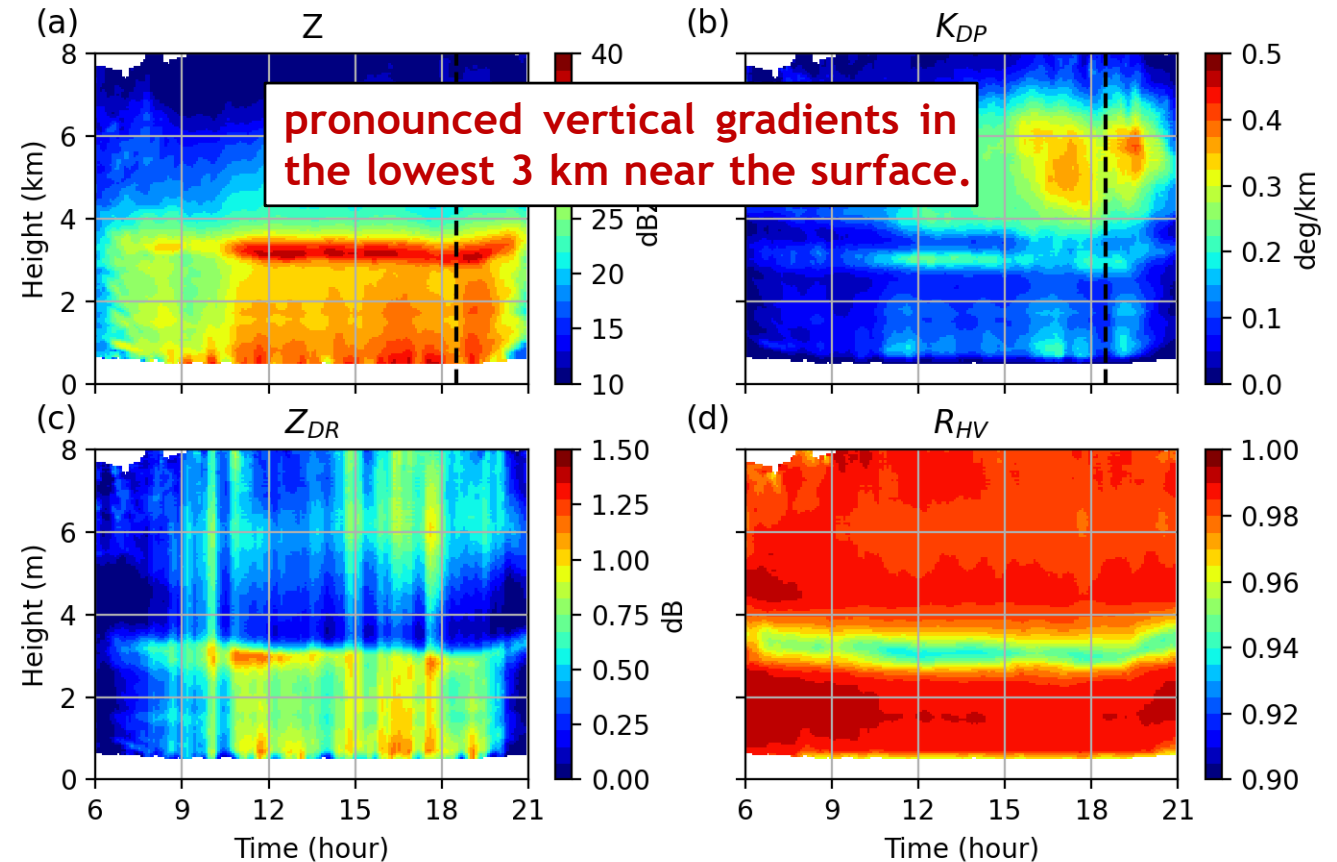 (a) Z
(b) K_DP
8 40
6
4
2
0
Height (km)
25
20
15
10
dBZ
pronounced vertical gradients in
the lowest 3 km near the surface.
0.5
0.4
0.3
0.2
0.1
0.0
deg/km
(c) Z_DR
(d) R_HV
8
6
4
2
0
Height (m)
6 9 12 15 18 21
Time (hour)
1.50
1.25
1.00
0.75
0.50
0.25
0.00
dB
6 9 12 15 18 21
Time (hour)
1.00
0.98
0.96
0.94
0.92
0.90